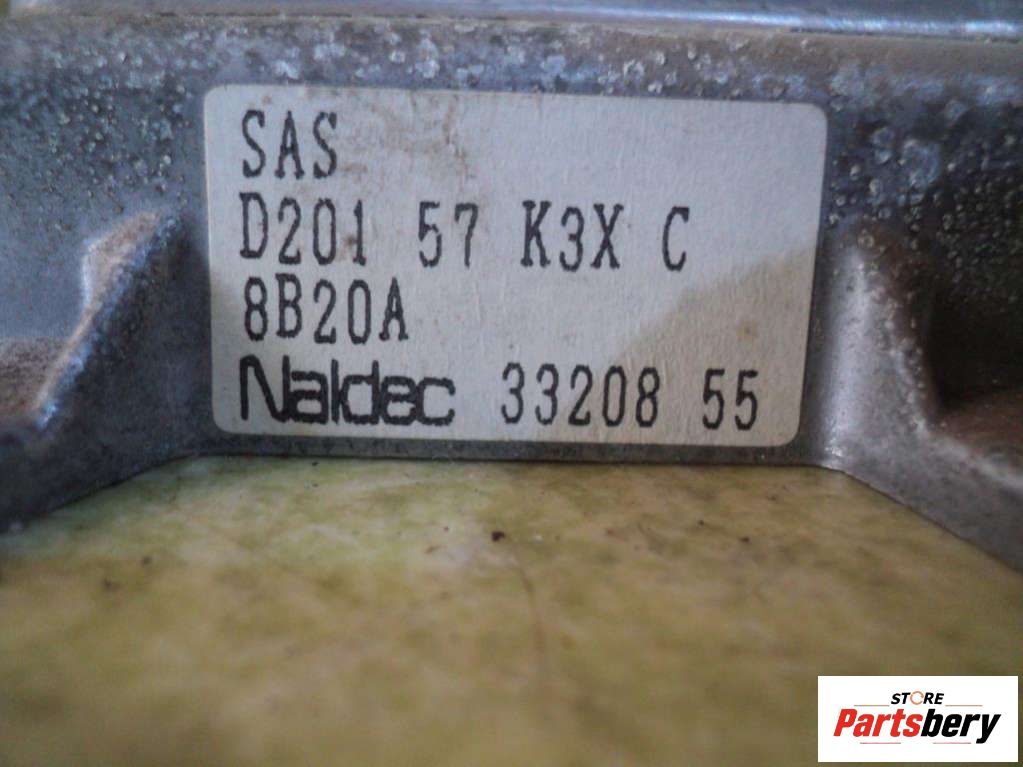 SAS
D201 57 K3X C
8B20A
Naldec 33208 55
STORE
Partsbery